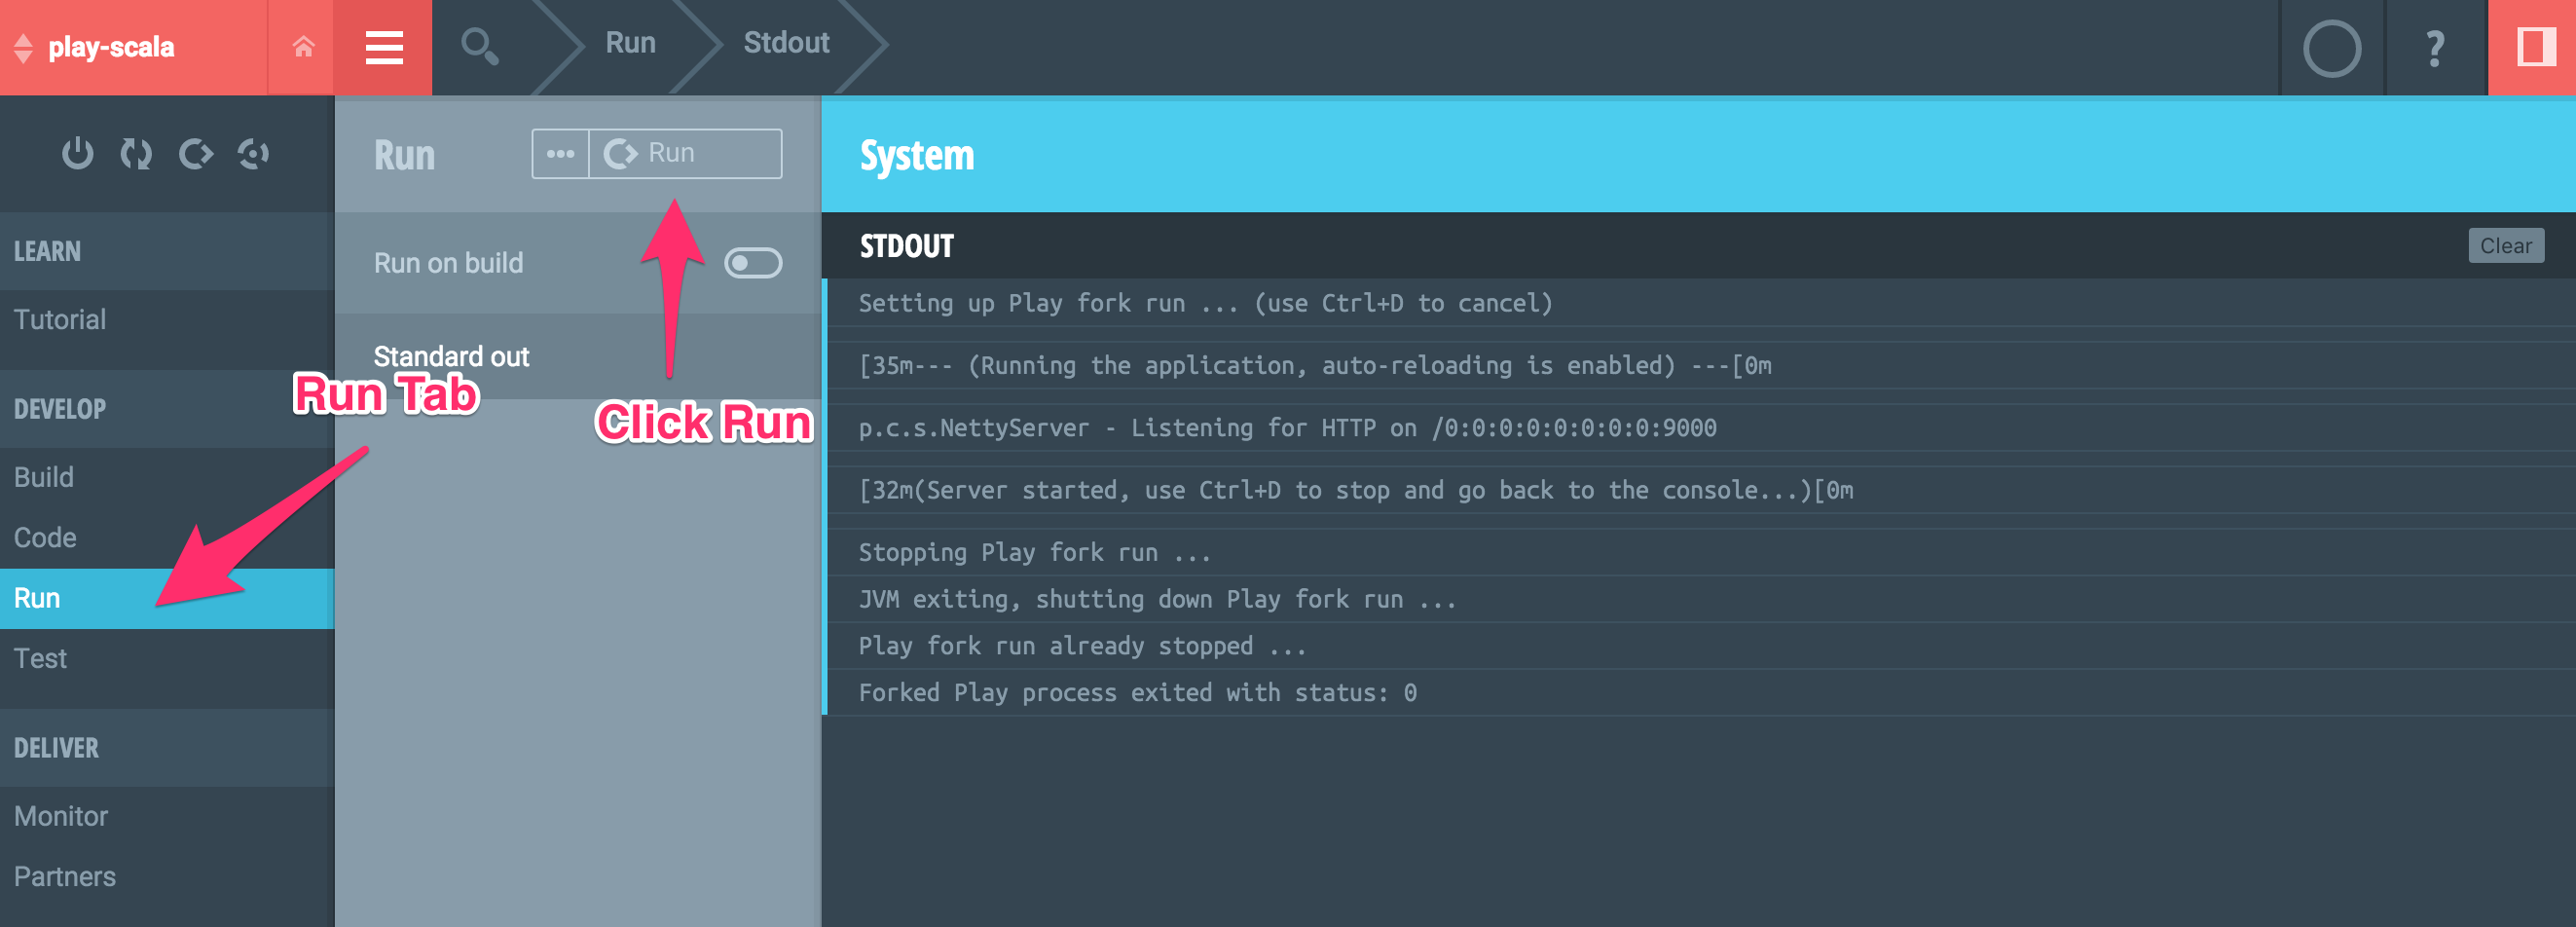 play-scala
Run
Stdout
?
Run
••• Run
System
LEARN
Run on build
STDOUT
Clear
Tutorial
Setting up Play fork run ... (use Ctrl+D to cancel)
Standard out
[35m--- (Running the application, auto-reloading is enabled) ---[0m
Run Tab
DEVELOP
Click Run
p.c.s.NettyServer - Listening for HTTP on /0:0:0:0:0:0:0:0:9000
Build
[32m(Server started, use Ctrl+D to stop and go back to the console...)[0m
Code
Stopping Play fork run ...
Run
JVM exiting, shutting down Play fork run ...
Test
Play fork run already stopped ...
Forked Play process exited with status: 0
DELIVER
Monitor
Partners